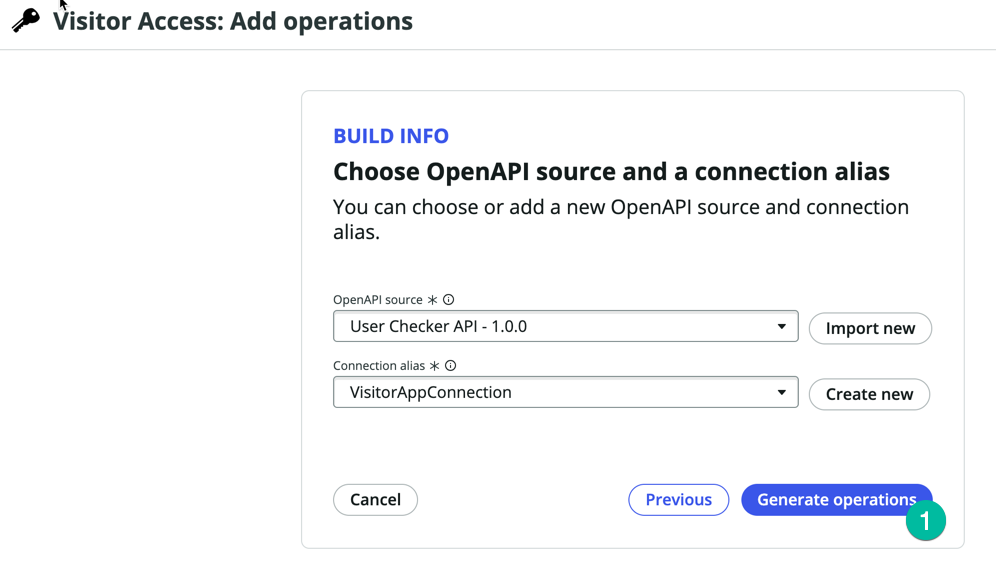 Visitor Access: Add operations
BUILD INFO
Choose OpenAPI source and a connection alias
You can choose or add a new OpenAPI source and connection
alias.
OpenAPI source *
User Checker API - 1.0.0
Import new
Connection alias *
VisitorAppConnection
Create new
Cancel
Previous
Generate operations
1